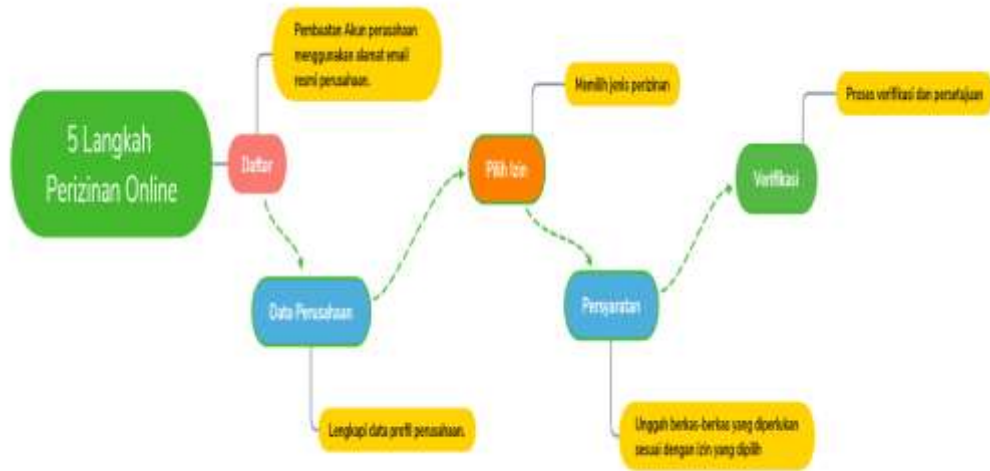 5 Langkah
Perizinan Online
Daftar
Pembuatan Akun perusahaan
menggunakan alamat email
resmi perusahaan.
Data Perusahaan
Lengkapi data profil perusahaan.
Pilih Izin
Memilih jenis perizinan
Persyaratan
Unggah berkas-berkas yang diperlukan
sesuai dengan izin yang dipilih
Verifikasi
Proses verifikasi dan persetujuan